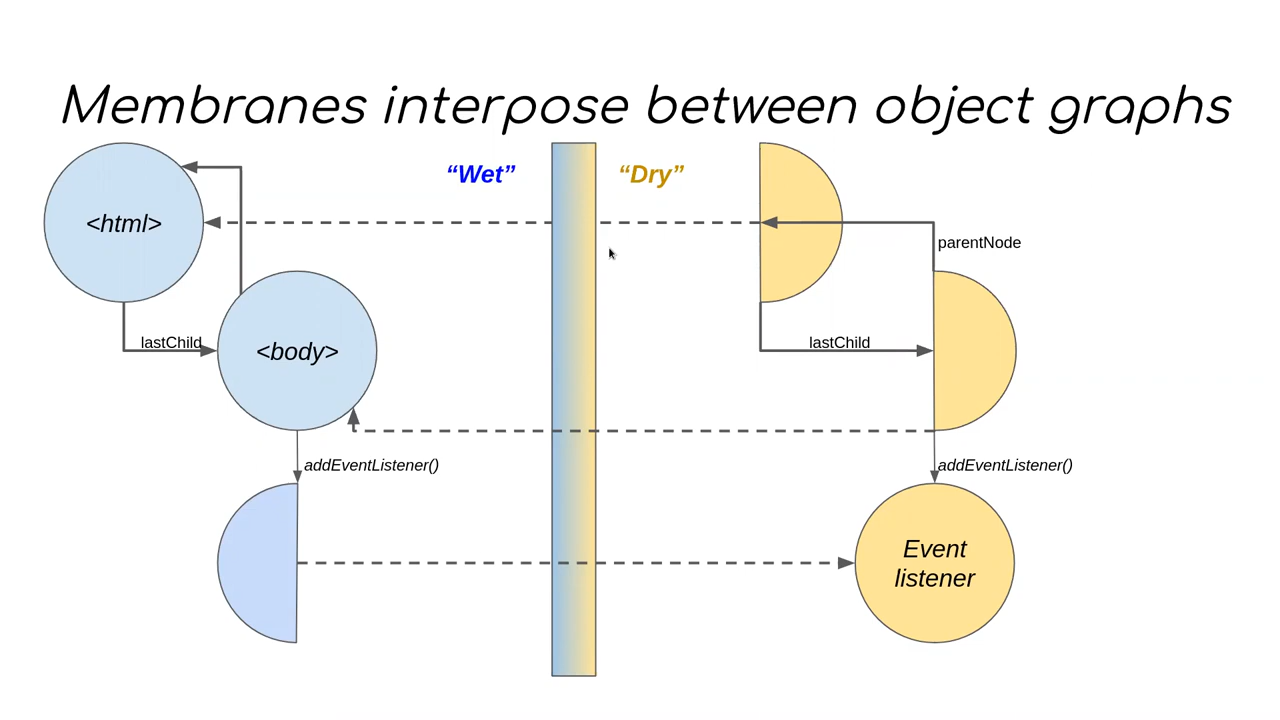 Membranes interpose between object graphs
“Wet”
“Dry”
<html>
parentNode
lastChild
<body>
lastChild
addEventListener()
addEventListener()
Event
listener